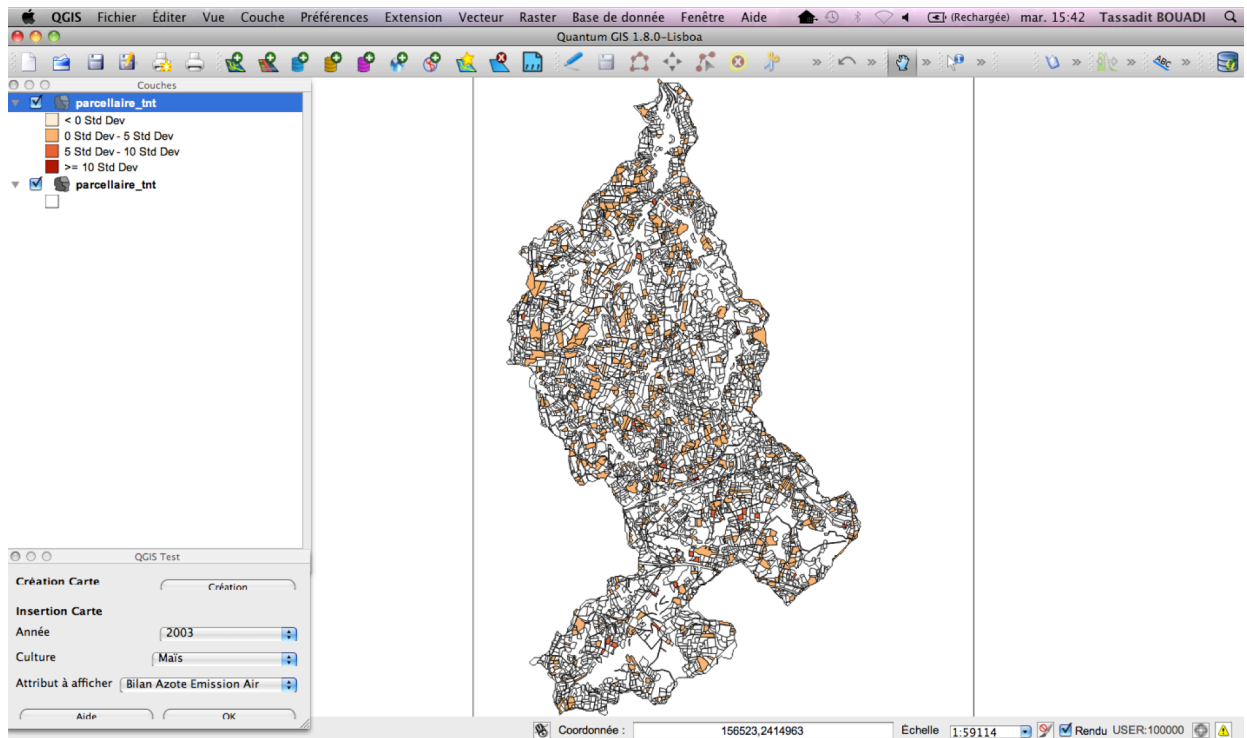 QGIS Fichier Éditer Vue Couche Préférences Extension Vecteur Raster Base de donnée Fenêtre Aide (Rechargée) mar. 15:42 Tassadit BOUADI
Quantum GIS 1.8.0-Lisboa
ABC
Couches
parcellaire_tnt
< 0 Std Dev
0 Std Dev - 5 Std Dev
5 Std Dev - 10 Std Dev
>= 10 Std Dev
parcellaire_tnt
QGIS Test
Création Carte Création
Insertion Carte
Année 2003
Culture Maïs
Attribut à afficher Bilan Azote Emission Air
Aide OK
Coordonnée : 156523,2414963 Échelle 1:59114 Rendu USER:100000